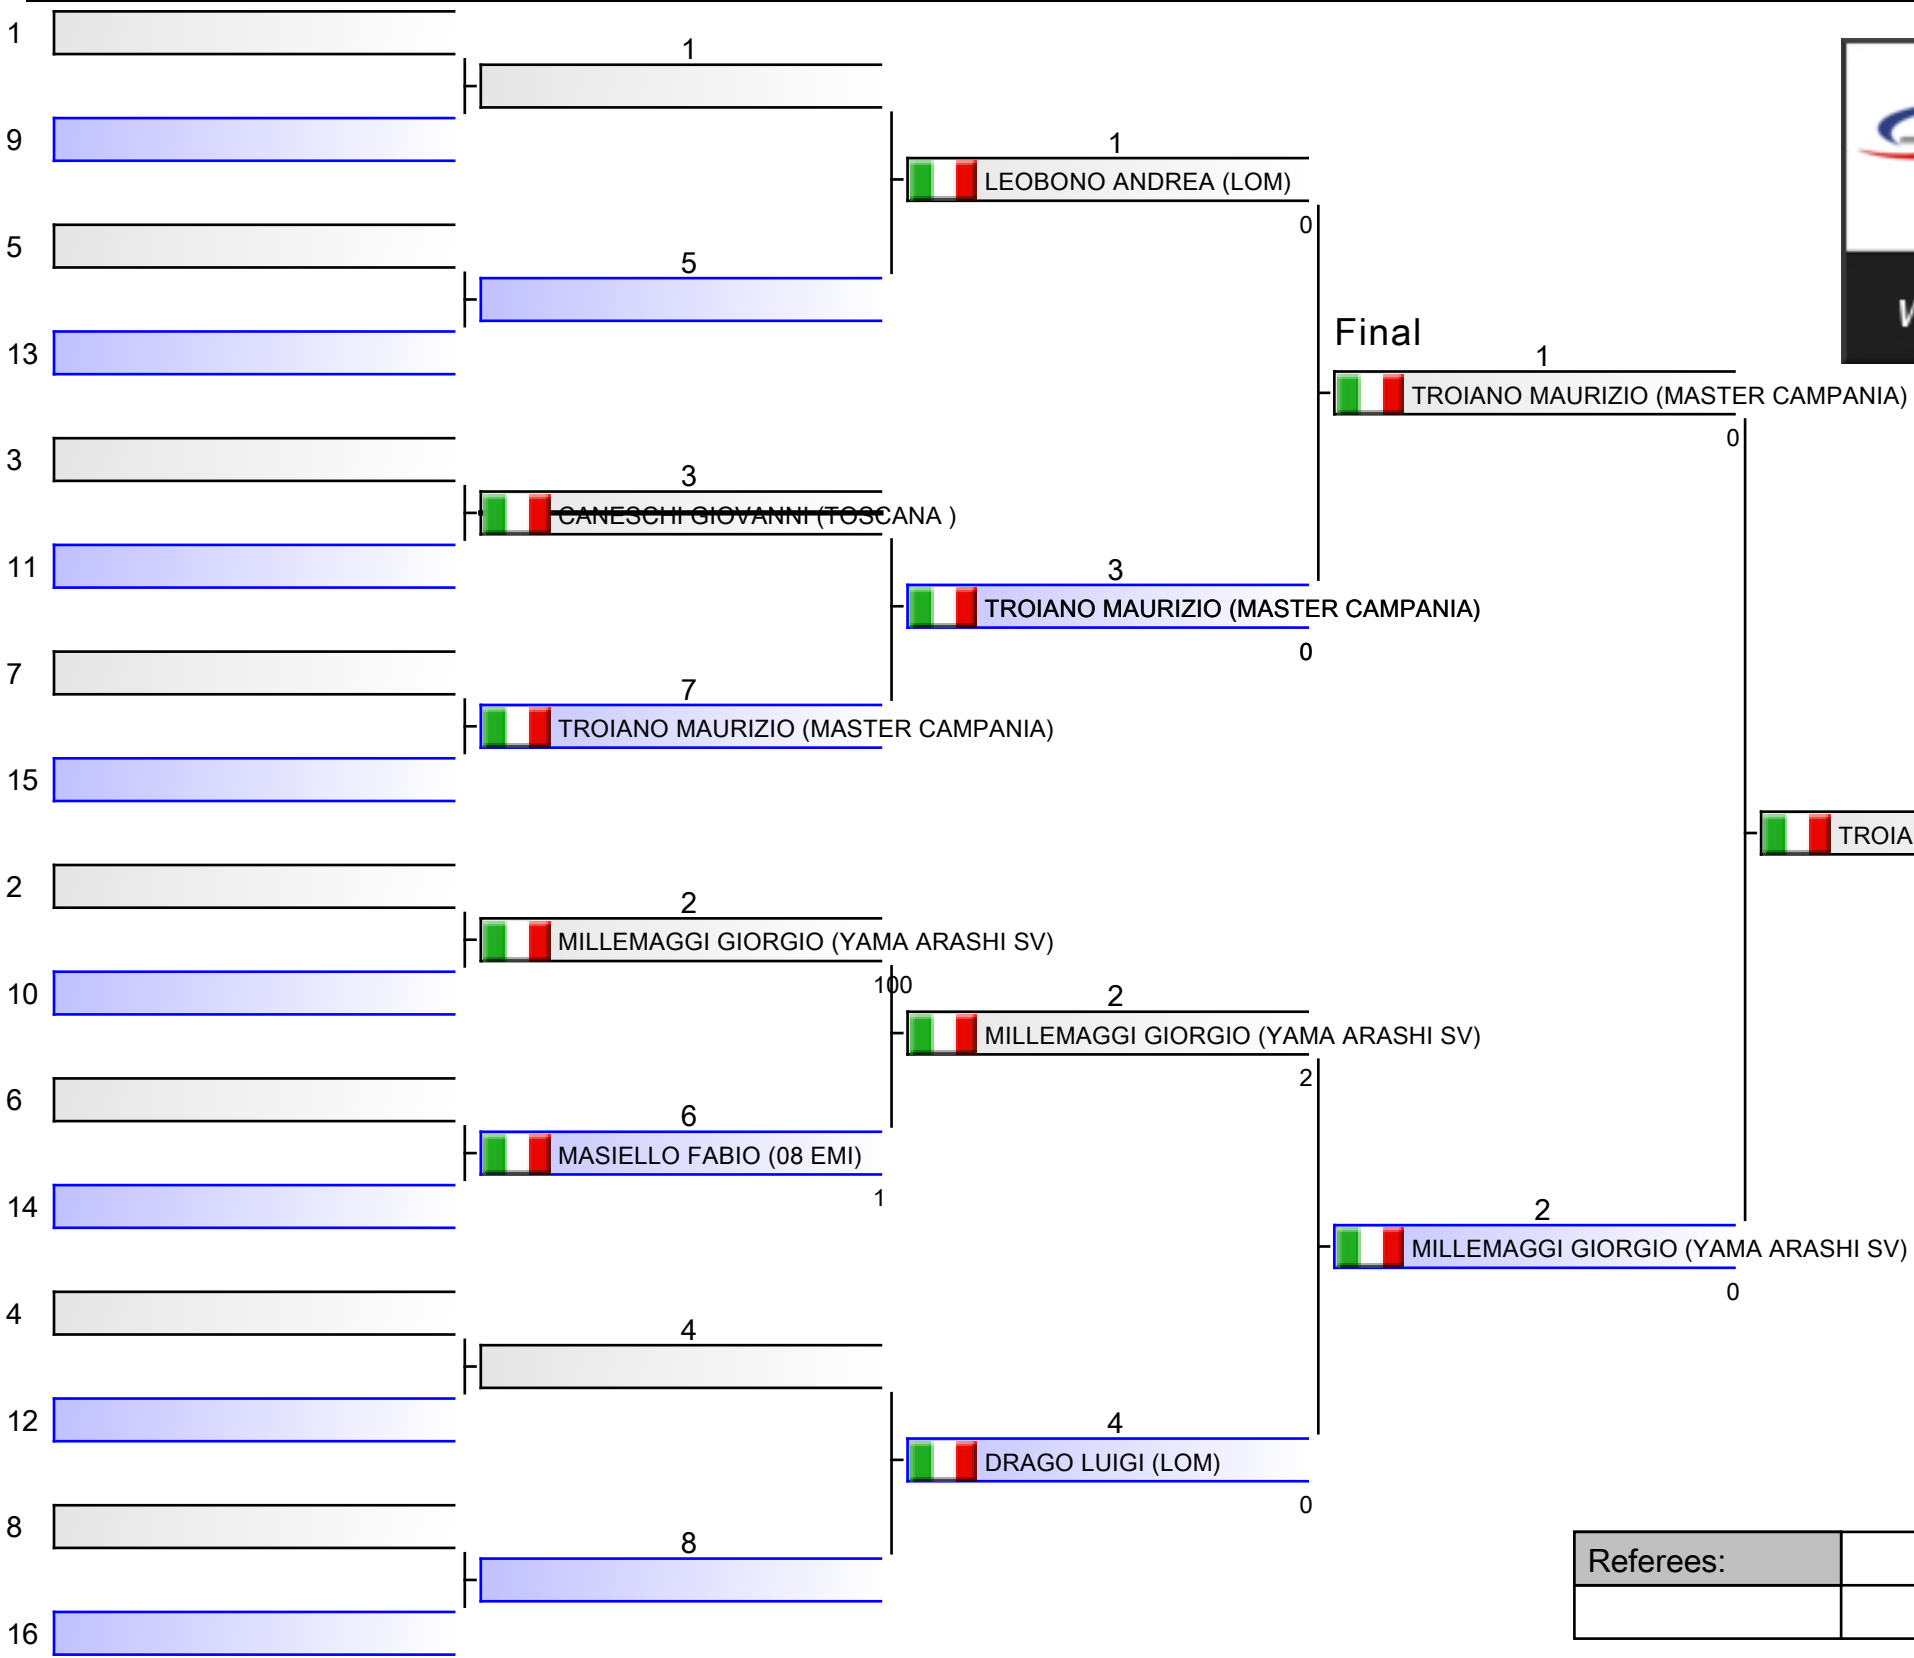 1
9
5
13
3
11
7
15
2
10
6
14
4
12
8
16
1
5
3
CANESCHI GIOVANNI (TOSCANA )
7
TROIANO MAURIZIO (MASTER CAMPANIA)
2
MILLEMAGGI GIORGIO (YAMA ARASHI SV)
100
6
MASIELLO FABIO (08 EMI)
1
4
8
1
LEOBONO ANDREA (LOM)
0
3
TROIANO MAURIZIO (MASTER CAMPANIA)
0
2
MILLEMAGGI GIORGIO (YAMA ARASHI SV)
2
4
DRAGO LUIGI (LOM)
0
Final
1
TROIANO MAURIZIO (MASTER CAMPANIA)
0
2
MILLEMAGGI GIORGIO (YAMA ARASHI SV)
0
TROIA
Referees: